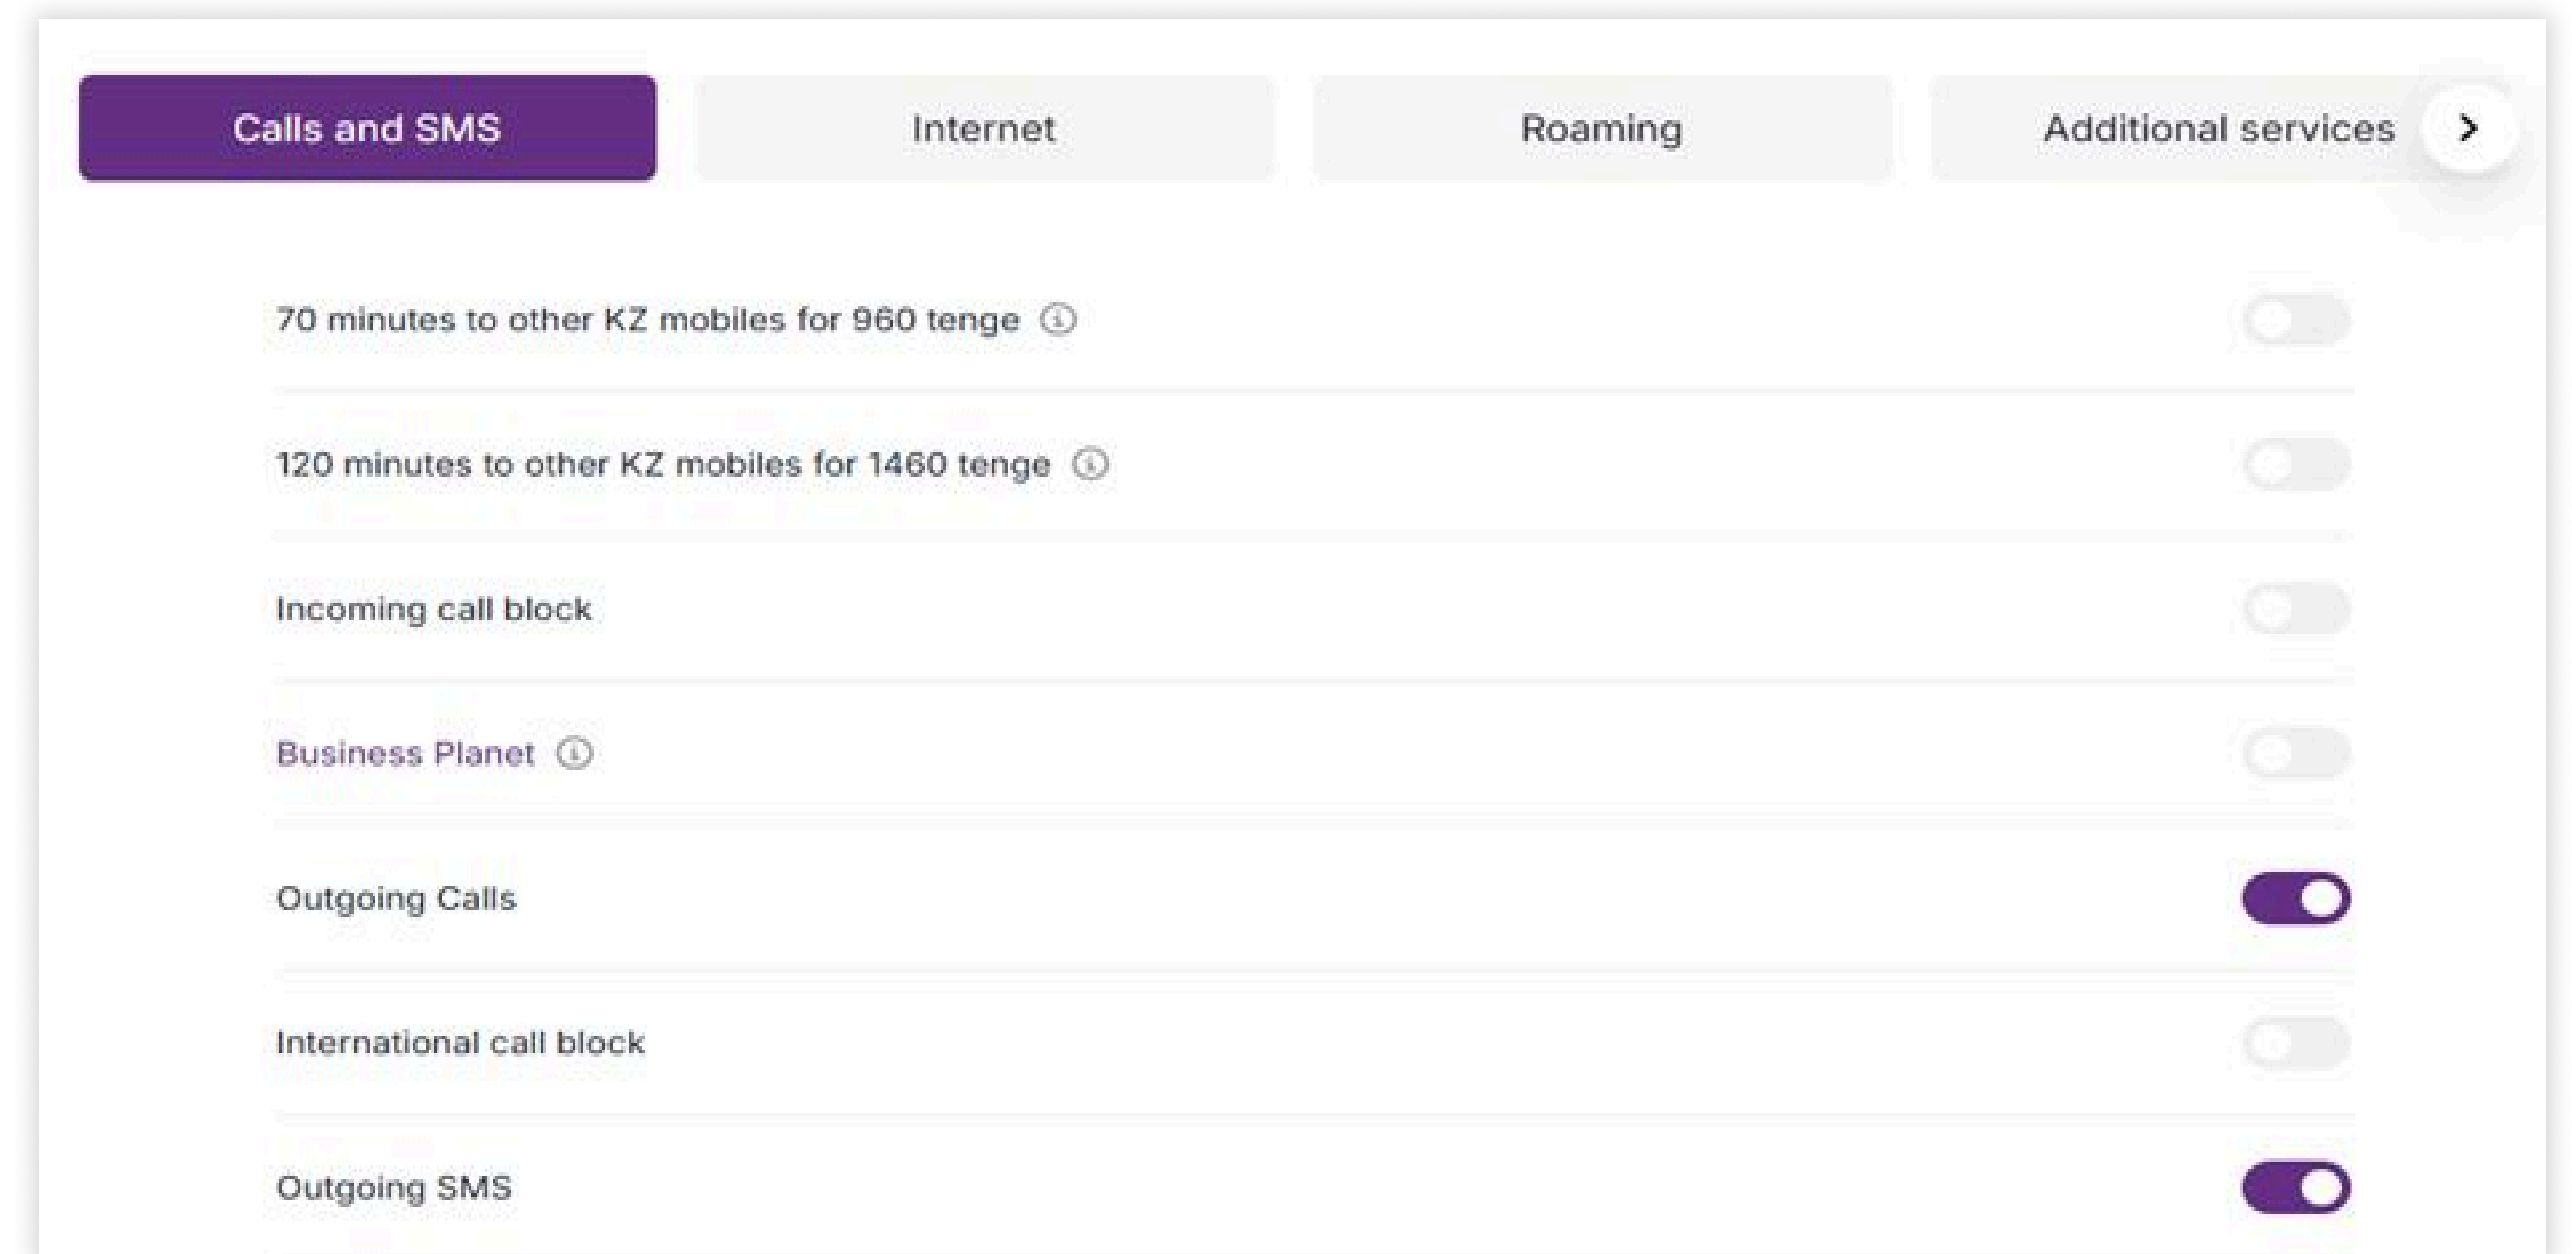 Calls and SMS
Internet
Roaming
Additional services
70 minutes to other KZ mobiles for 960 tenge
120 minutes to other KZ mobiles for 1460 tenge
Incoming call block
Business Planet
Outgoing Calls
International call block
Outgoing SMS